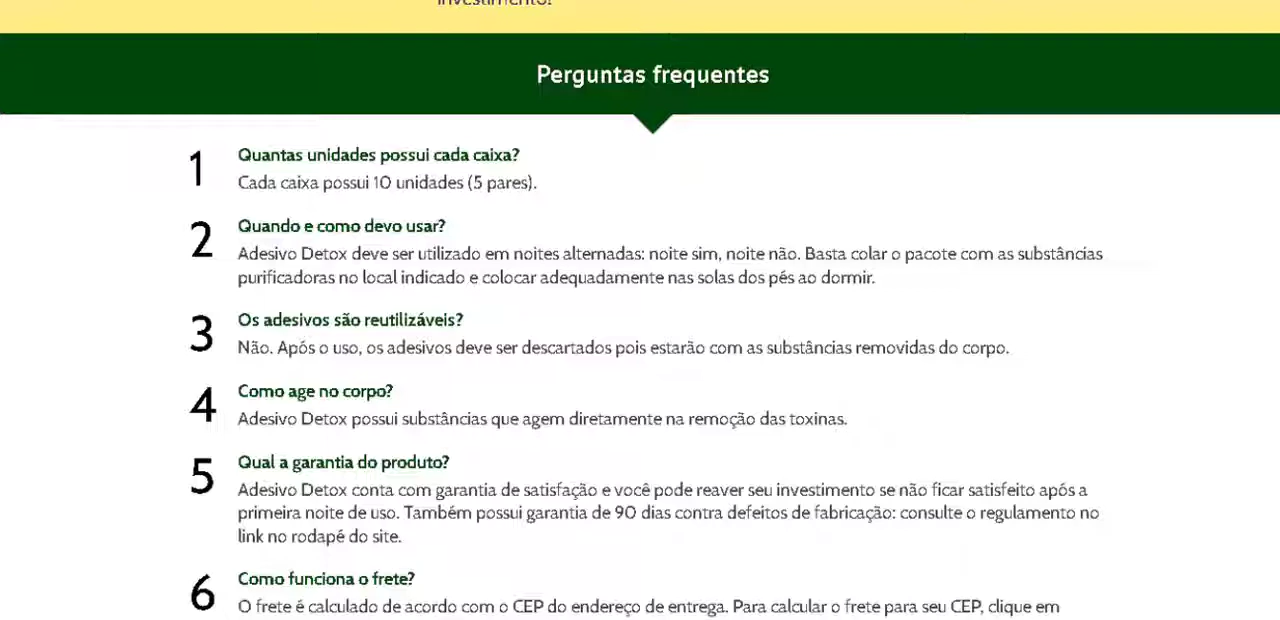 investimento!
Perguntas frequentes
1
Quantas unidades possui cada caixa?
Cada caixa possui 10 unidades (5 pares).
2
Quando e como devo usar?
Adesivo Detox deve ser utilizado em noites alternadas: noite sim, noite não. Basta colar o pacote com as substâncias
purificadoras no local indicado e colocar adequadamente nas solas dos pés ao dormir.
3
Os adesivos são reutilizáveis?
Não. Após o uso, os adesivos deve ser descartados pois estarão com as substâncias removidas do corpo.
4
Como age no corpo?
Adesivo Detox possui substâncias que agem diretamente na remoção das toxinas.
5
Qual a garantia do produto?
Adesivo Detox conta com garantia de satisfação e você pode reaver seu investimento se não ficar satisfeito após a
primeira noite de uso. Também possui garantia de 90 dias contra defeitos de fabricação: consulte o regulamento no
link no rodapé do site.
6
Como funciona o frete?
O frete é calculado de acordo com o CEP do endereço de entrega. Para calcular o frete para seu CEP, clique em